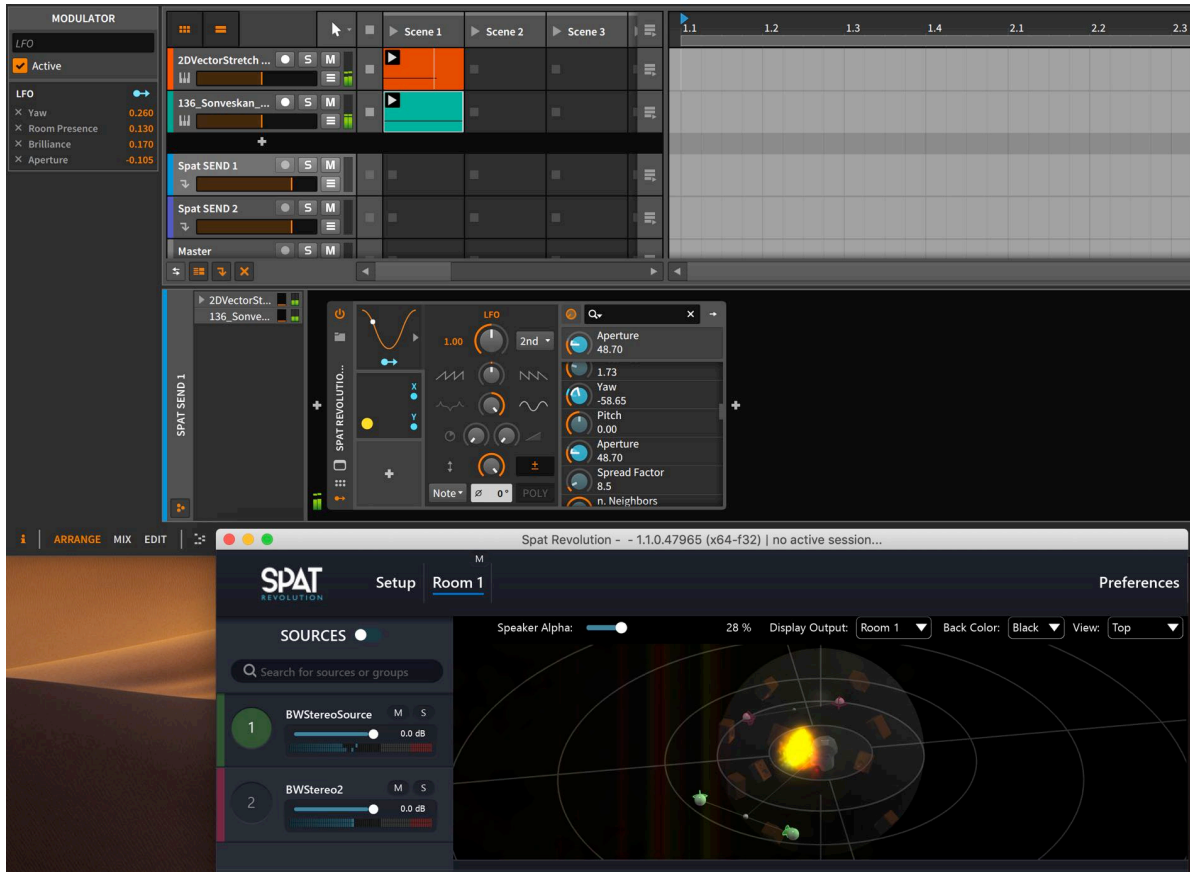 MODULATOR
LFO
Active
LFO
Yaw 0.260
Room Presence 0.130
Brilliance 0.170
Aperture -0.105
Scene 1
Scene 2
Scene 3
1.1
1.2
1.3
1.4
2.1
2.2
2.3
2DVectorStretch ...
S
M
136_Sonveskan_...
S
M
Spat SEND 1
S
M
Spat SEND 2
S
M
Master
S
M
SPAT SEND 1
2DVectorSt...
136_Sonve...
SPAT REVOLUTIO...
X
Y
LFO
1.00
2nd
Note
Ø 0°
POLY
±
Aperture
48.70
1.73
Yaw
-58.65
Pitch
0.00
Aperture
48.70
Spread Factor
8.5
n. Neighbors
i
ARRANGE MIX EDIT
Spat Revolution - - 1.1.0.47965 (x64-f32) | no active session...
SPAT
REVOLUTION
Setup
M
Room 1
Preferences
SOURCES
Search for sources or groups
1
BWStereoSource
M
S
0.0 dB
2
BWStereo2
M
S
0.0 dB
Speaker Alpha: 28 % Display Output: Room 1 Back Color: Black View: Top